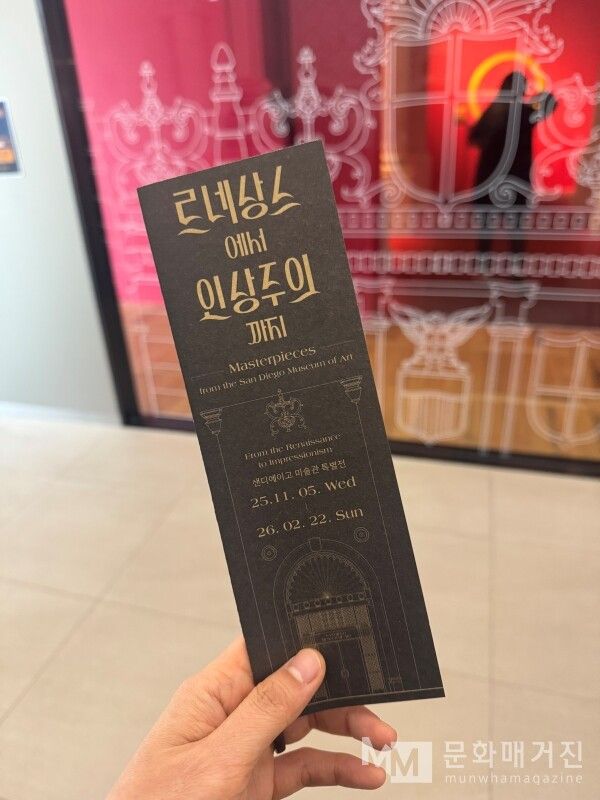 르네상스
에서
인상주의
까지
Masterpieces
from the San Diego Museum of Art
From the Renaissance
to Impressionism
샌디에이고 미술관 특별전
25.11. 05. Wed
26. 02. 22. Sun
MM 문화매거진
munwhamagazine